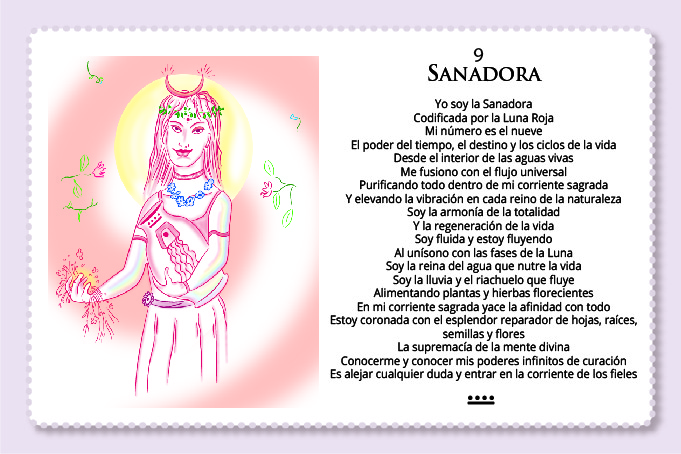 9
SANADORA
Yo soy la Sanadora
Codificada por la Luna Roja
Mi número es el nueve
El poder del tiempo, el destino y los ciclos de la vida
Desde el interior de las aguas vivas
Me fusiono con el flujo universal
Purificando todo dentro de mi corriente sagrada
Y elevando la vibración en cada reino de la naturaleza
Soy la armonía de la totalidad
Y la regeneración de la vida
Soy fluida y estoy fluyendo
Al unísono con las fases de la Luna
Soy la reina del agua que nutre la vida
Soy la lluvia y el riachuelo que fluye
Alimentando plantas y hierbas florecientes
En mi corriente sagrada yace la afinidad con todo
Estoy coronada con el esplendor reparador de hojas, raíces,
semillas y flores
La supremacía de la mente divina
Conocerme y conocer mis poderes infinitos de curación
Es alejar cualquier duda y entrar en la corriente de los fieles